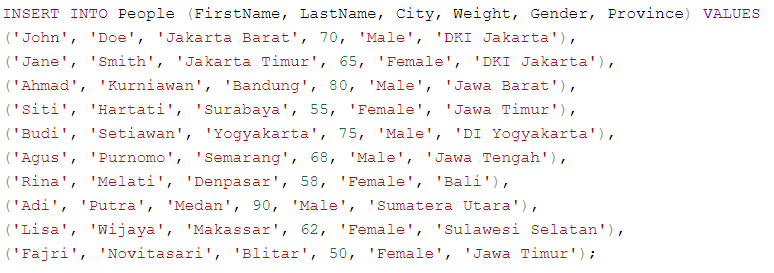 INSERT INTO People (FirstName, LastName, City, Weight, Gender, Province) VALUES
('John', 'Doe', 'Jakarta Barat', 70, 'Male', 'DKI Jakarta'),
('Jane', 'Smith', 'Jakarta Timur', 65, 'Female', 'DKI Jakarta'),
('Ahmad', 'Kurniawan', 'Bandung', 80, 'Male', 'Jawa Barat'),
('Siti', 'Hartati', 'Surabaya', 55, 'Female', 'Jawa Timur'),
('Budi', 'Setiawan', 'Yogyakarta', 75, 'Male', 'DI Yogyakarta'),
('Agus', 'Purnomo', 'Semarang', 68, 'Male', 'Jawa Tengah'),
('Rina', 'Melati', 'Denpasar', 58, 'Female', 'Bali'),
('Adi', 'Putra', 'Medan', 90, 'Male', 'Sumatera Utara'),
('Lisa', 'Wijaya', 'Makassar', 62, 'Female', 'Sulawesi Selatan'),
('Fajri', 'Novitasari', 'Blitar', 50, 'Female', 'Jawa Timur');